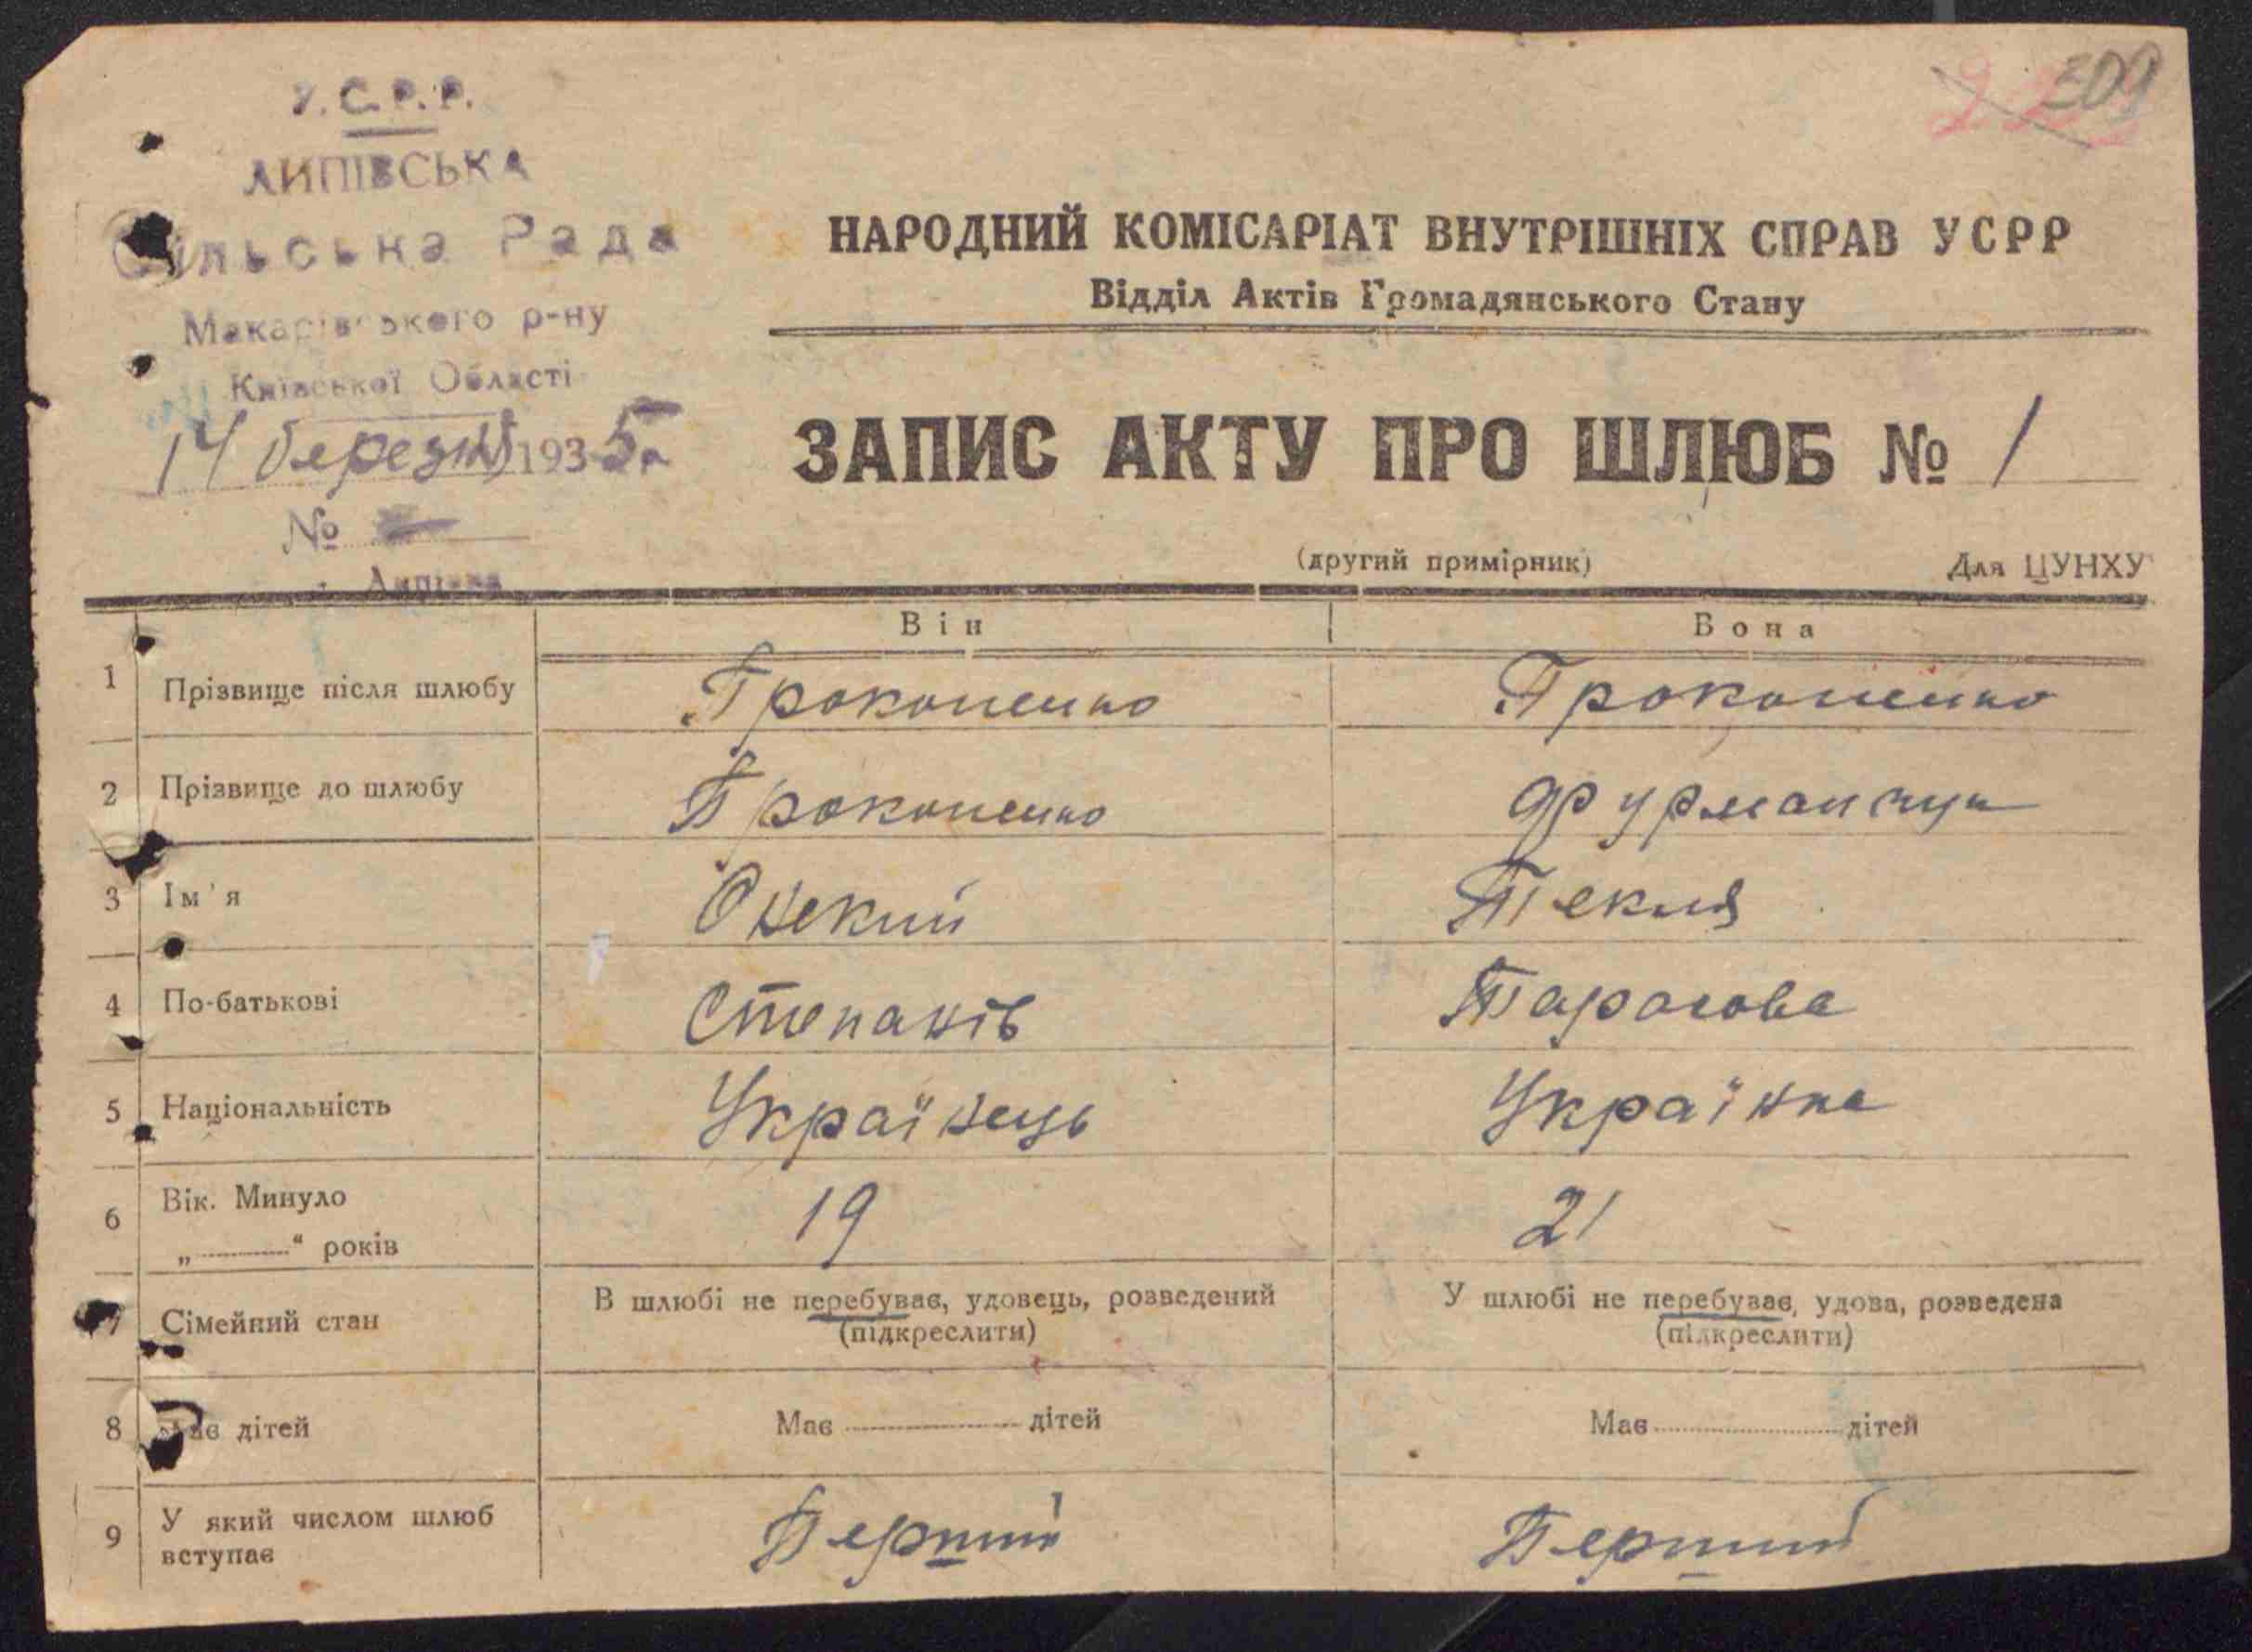 У.С.Р.Р.
ЛИПІВСЬКА
Сільська Рада
Макарівського р-ну
Київської Області
14 березня 1935 р.
№
Липівка
309
НАРОДНИЙ КОМІСАРІАТ ВНУТРІШНІХ СПРАВ УСРР
Відділ Актів Громадянського Стану
ЗАПИС АКТУ ПРО ШЛЮБ № 1
(другий примірник) Для ЦУНХУ
Він Вона
1 Прізвище після шлюбу Прокопенко Прокопенко
2 Прізвище до шлюбу Прокопенко Фурманчук
3 Ім'я Текля
4 По-батькові Степанів Тарасова
5 Національність Українець Українка
6 Вік. Минуло
„ “ років 19 21
7 Сімейний стан В шлюбі не перебуває, удовець, розведений У шлюбі не перебуває, удова, розведена
(підкреслити) (підкреслити)
8 Має дітей Має дітей Має дітей
9 У який числом шлюб
вступає Перший Перший